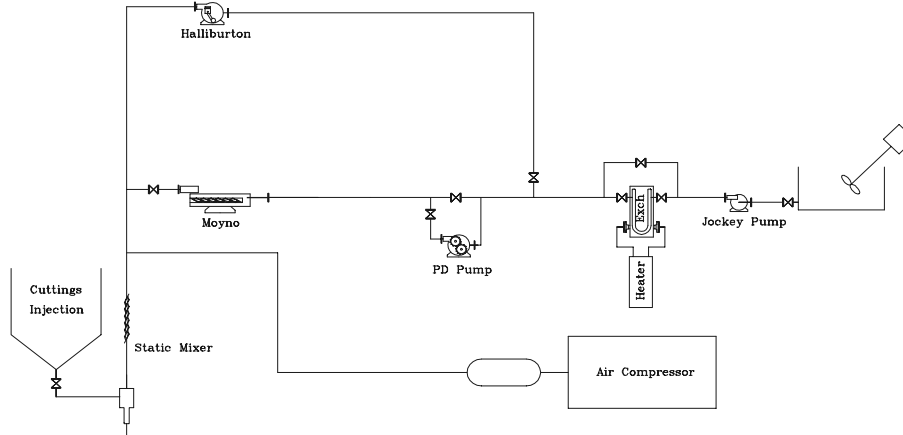 Halliburton
Moyno
PD Pump
Exch
Jockey Pump
Heater
Cuttings
Injection
Static Mixer
Air Compressor